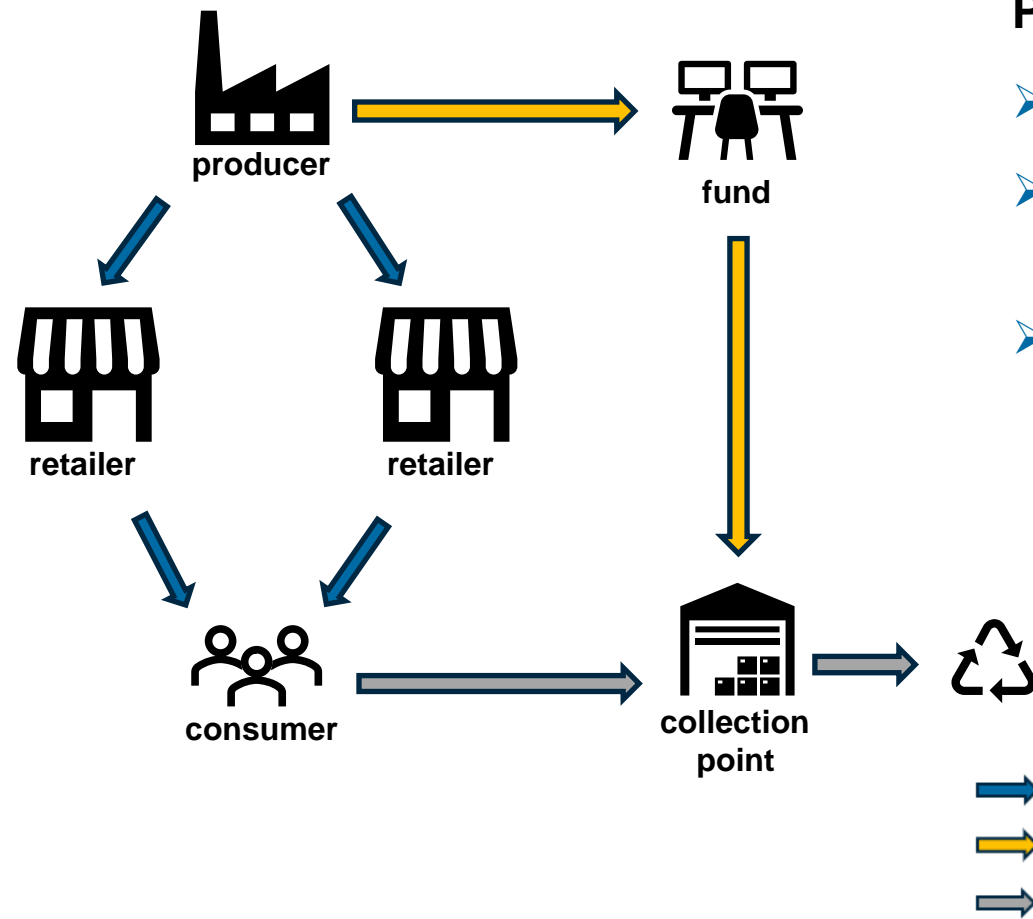 P
producer
fund
retailer
retailer
consumer
collection
point